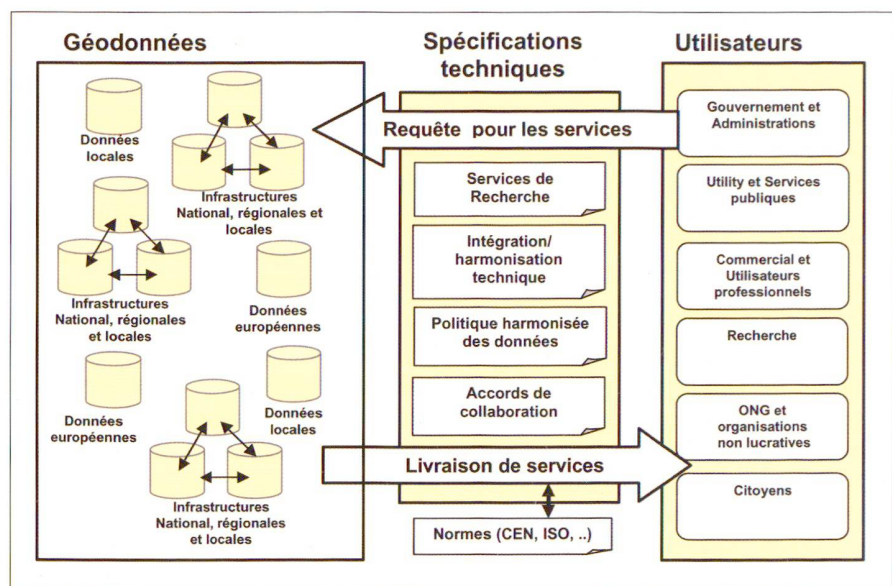 Géodonnées
Données
locales
Infrastructures
National, régionales et
locales
Infrastructures
National, régionales
et locales
Données
européennes
Données
européennes
Données
locales
Infrastructures
National, régionales
et locales
Spécifications
techniques
Requête pour les services
Services de
Recherche
Intégration/
harmonisation
technique
Politique harmonisée
des données
Accords de
collaboration
Livraison de services
Normes (CEN, ISO, ..)
Utilisateurs
Gouvernement et
Administrations
Utility et Services
publiques
Commercial et
Utilisateurs
professionnels
Recherche
ONG et
organisations
non lucratives
Citoyens